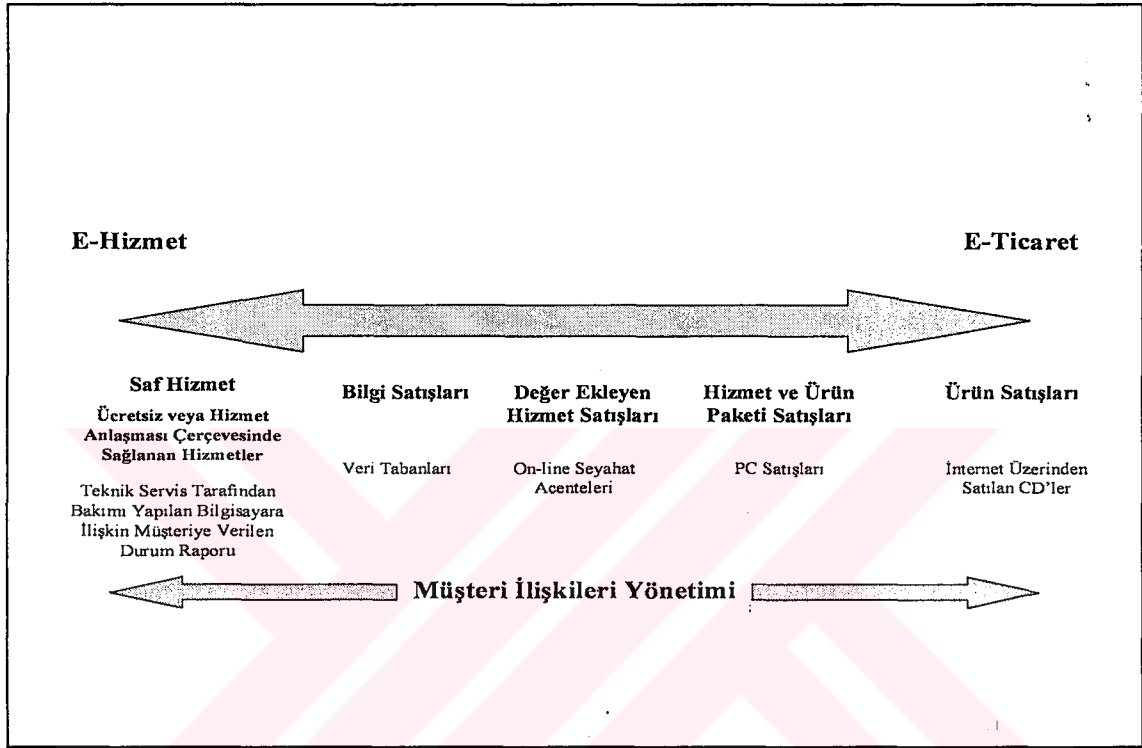 E-Hizmet
E-Ticaret
Saf Hizmet
Ücretsiz veya Hizmet
Anlaşması Çerçevesinde
Sağlanan Hizmetler
Teknik Servis Tarafından
Bakımı Yapılan Bilgisayara
İlişkin Müşteriye Verilen
Durum Raporu
Bilgi Satışları
Veri Tabanları
Değer Ekleyen
Hizmet Satışları
On-line Seyahat
Acenteleri
Hizmet ve Ürün
Paketi Satışları
PC Satışları
Ürün Satışları
İnternet Üzerinden
Satılan CD'ler
Müşteri İlişkileri Yönetimi